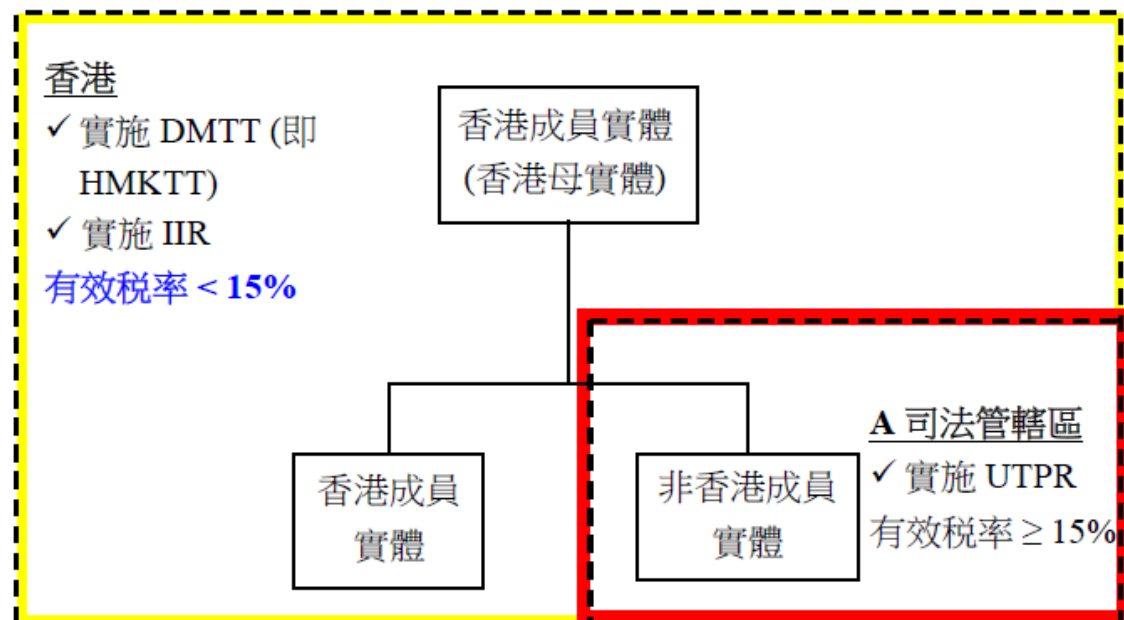 香港
✓ 實施 DMTT (即
HMKTT)
✓ 實施 IIR
有效税率 < 15%
香港成員實體
(香港母實體)
香港成員
實體
非香港成員
實體
A 司法管轄區
✓ 實施 UTPR
有效税率 ≥ 15%